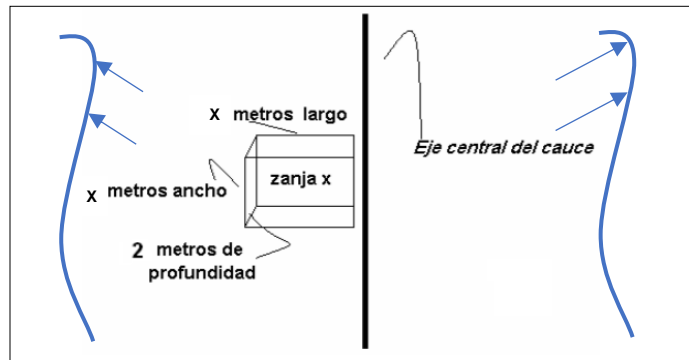 x metros largo
Eje central del cauce
zanja x
x metros ancho
2 metros de
profundidad